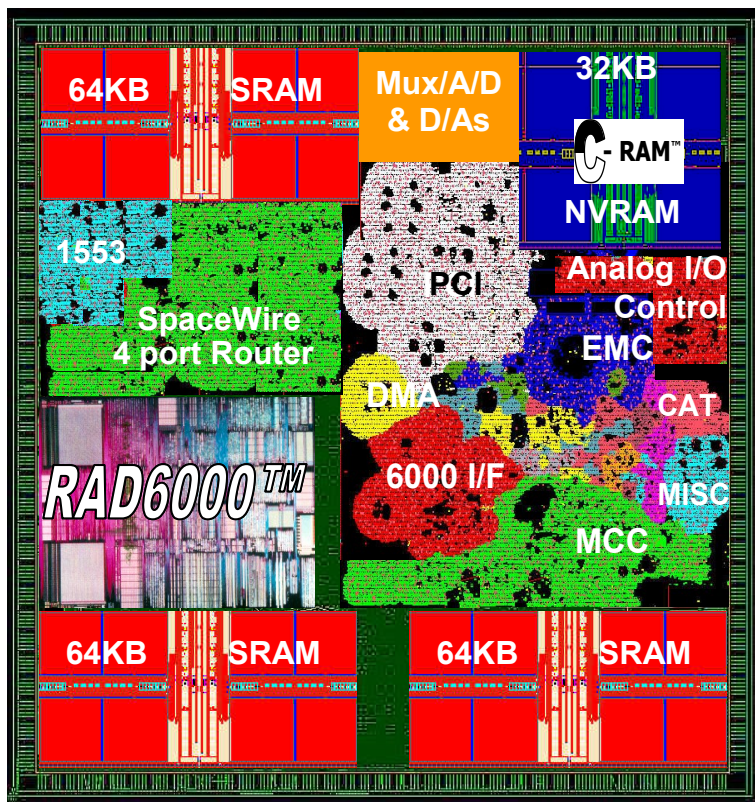 64KB SRAM
Mux/A/D
& D/As
32KB
C-RAM™
NVRAM
1553
SpaceWire
4 port Router
PCI
Analog I/O
Control
EMC
DMA
CAT
RAD6000™
6000 I/F
MISC
MCC
64KB SRAM
64KB SRAM